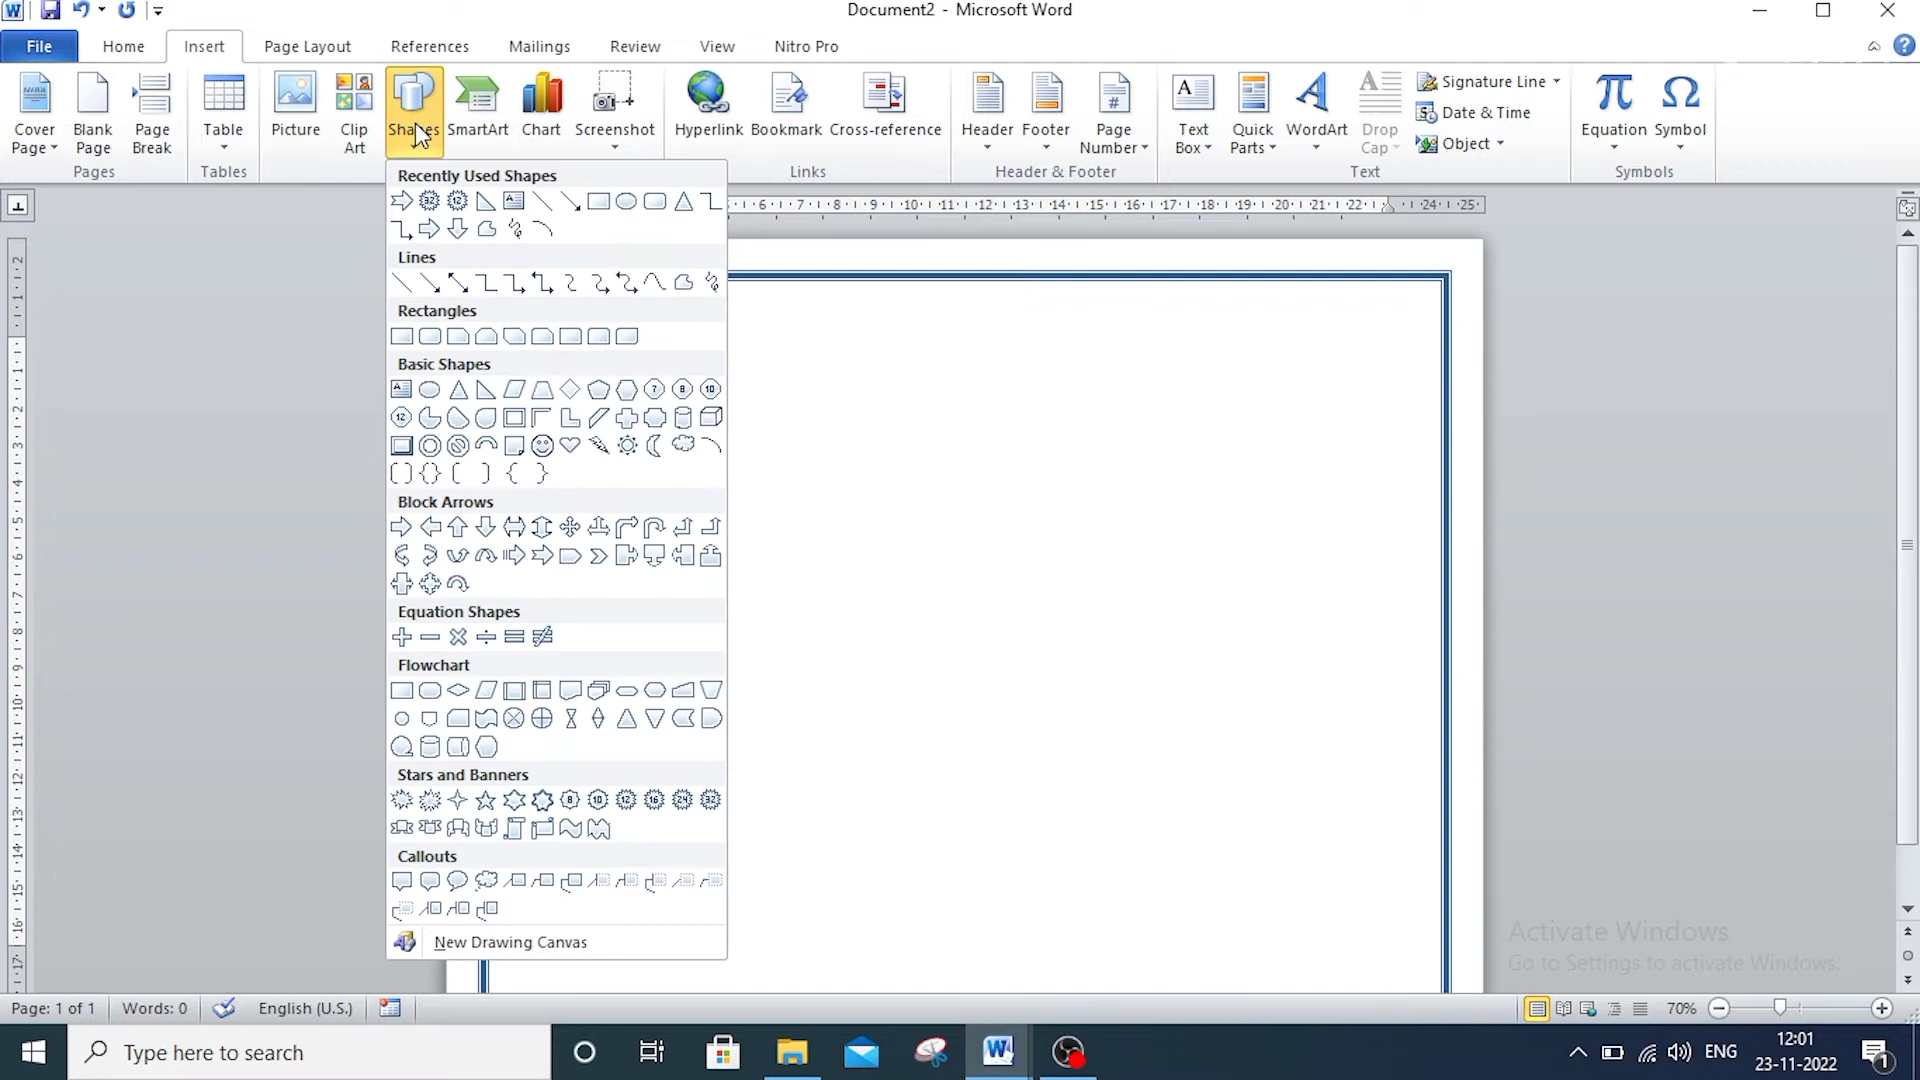 Document2 - Microsoft Word
File Home Insert Page Layout References Mailings Review View Nitro Pro
Cover Page
Blank Page
Page Break
Pages
Table
Tables
Picture
Clip Art
Shapes
SmartArt
Chart
Screenshot
Hyperlink
Bookmark
Cross-reference
Links
Header
Footer
Page Number
Header & Footer
Text Box
Quick Parts
WordArt
Drop Cap
Signature Line
Date & Time
Object
Text
Equation
Symbol
Symbols
Recently Used Shapes
Lines
Rectangles
Basic Shapes
Block Arrows
Equation Shapes
Flowchart
Stars and Banners
Callouts
New Drawing Canvas
Activate Windows
Go to Settings to activate Windows.
Page: 1 of 1 Words: 0 English (U.S.) 70%
Type here to search
ENG
12:01
23-11-2022
1